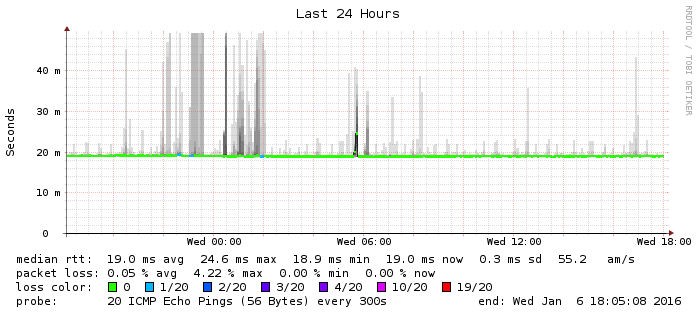 Last 24 Hours
RRDTOOL / TOBI OETIKER
Seconds
40 m
30 m
20 m
10 m
0
Wed 00:00 Wed 06:00 Wed 12:00 Wed 18:00
median rtt: 19.0 ms avg 24.6 ms max 18.9 ms min 19.0 ms now 0.3 ms sd 55.2 am/s
packet loss: 0.05 % avg 4.22 % max 0.00 % min 0.00 % now
loss color: 0 1/20 2/20 3/20 4/20 10/20 19/20
probe: 20 ICMP Echo Pings (56 Bytes) every 300s end: Wed Jan 6 18:05:08 2016